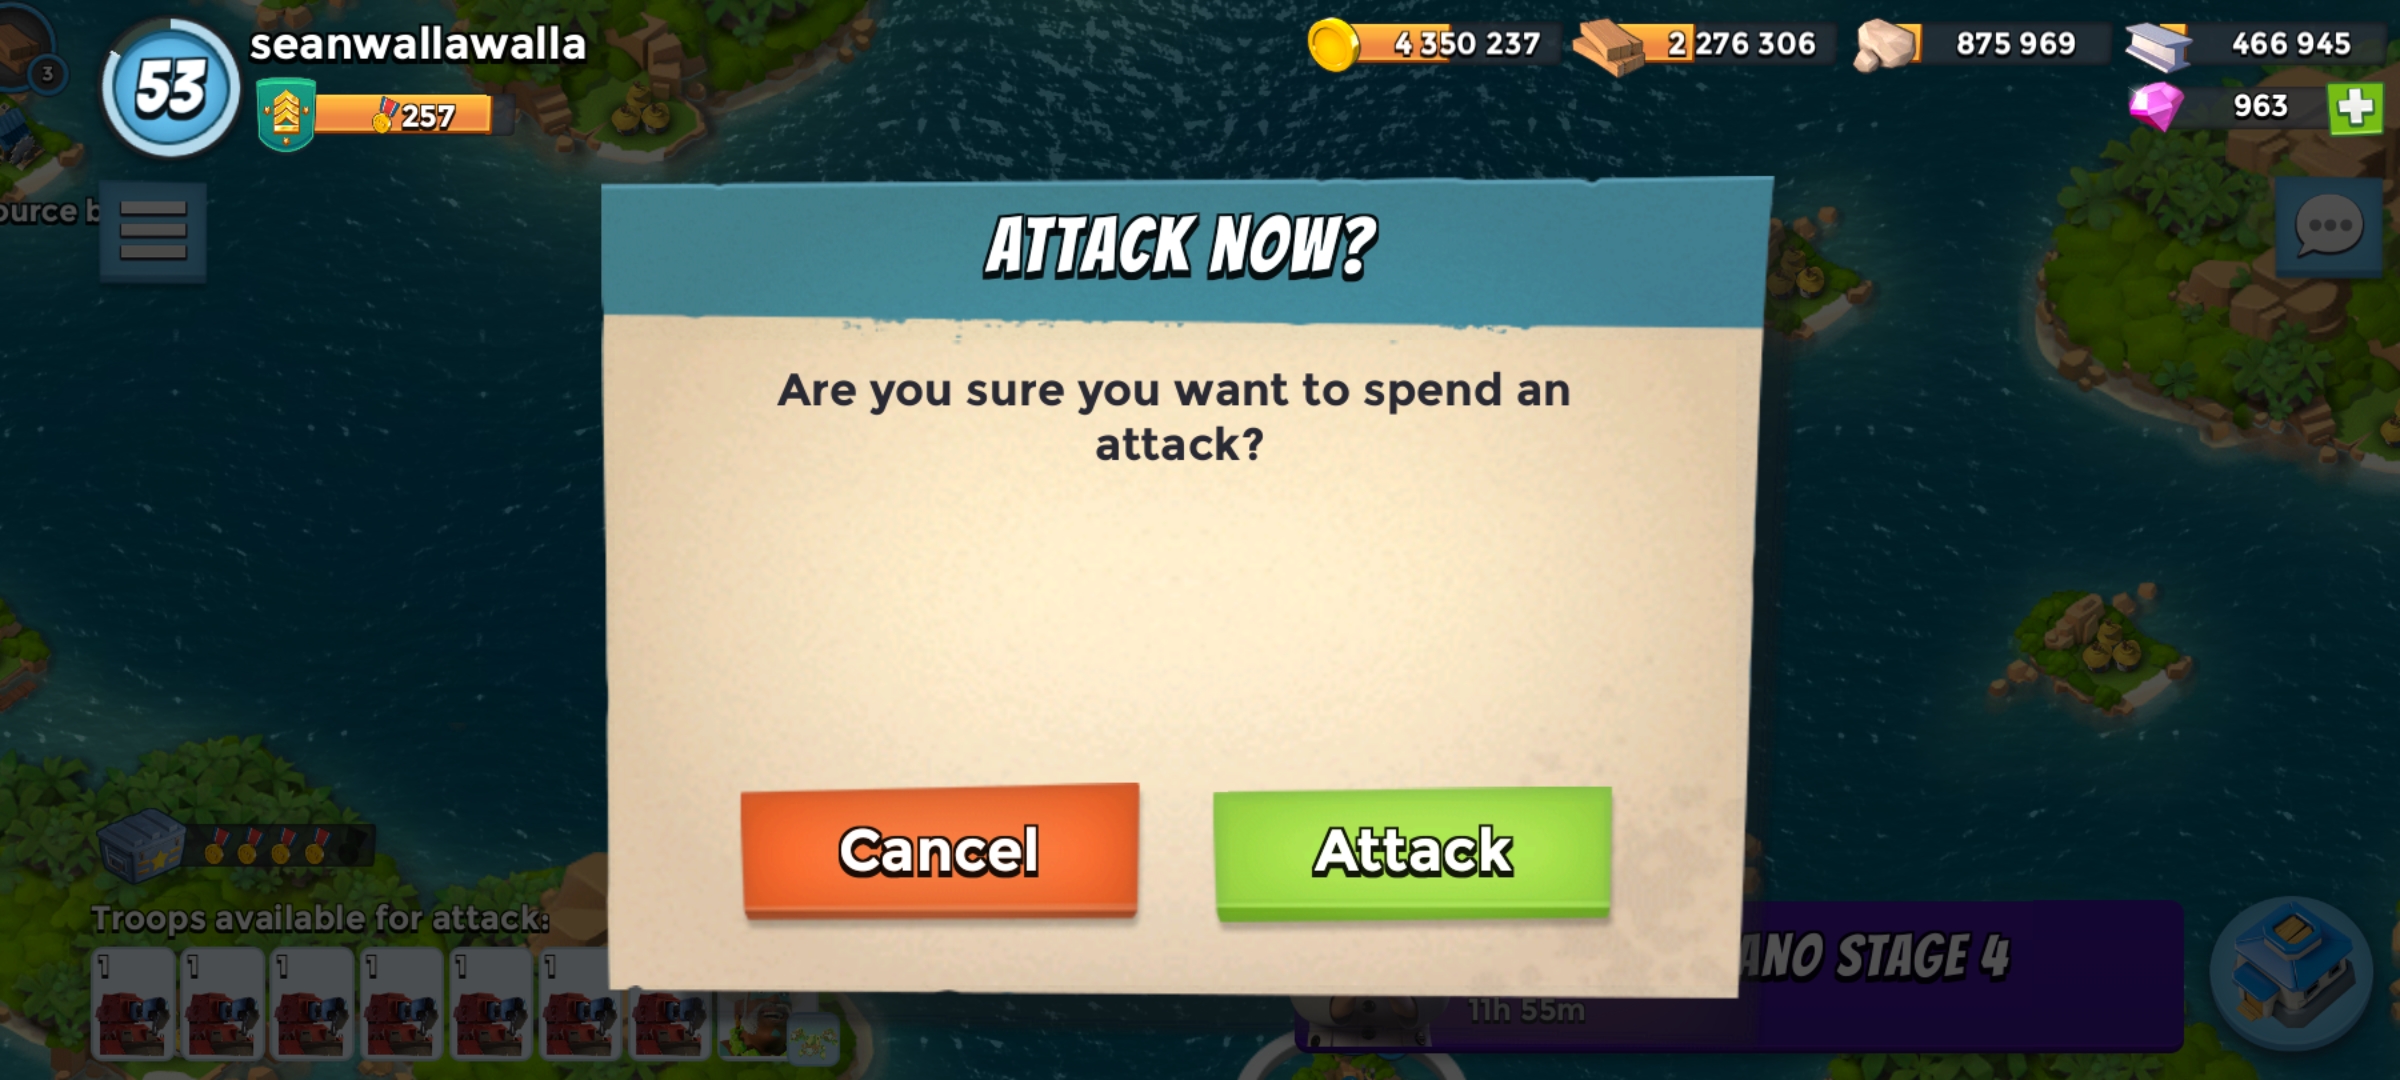 53
seanwallawalla
257
4 350 237
2 276 306
875 969
466 945
963
3
ource b
ATTACK NOW?
Are you sure you want to spend an
attack?
Cancel
Attack
Troops available for attack:
1 1 1 1 1 1
ANO STAGE 4
11h 55m